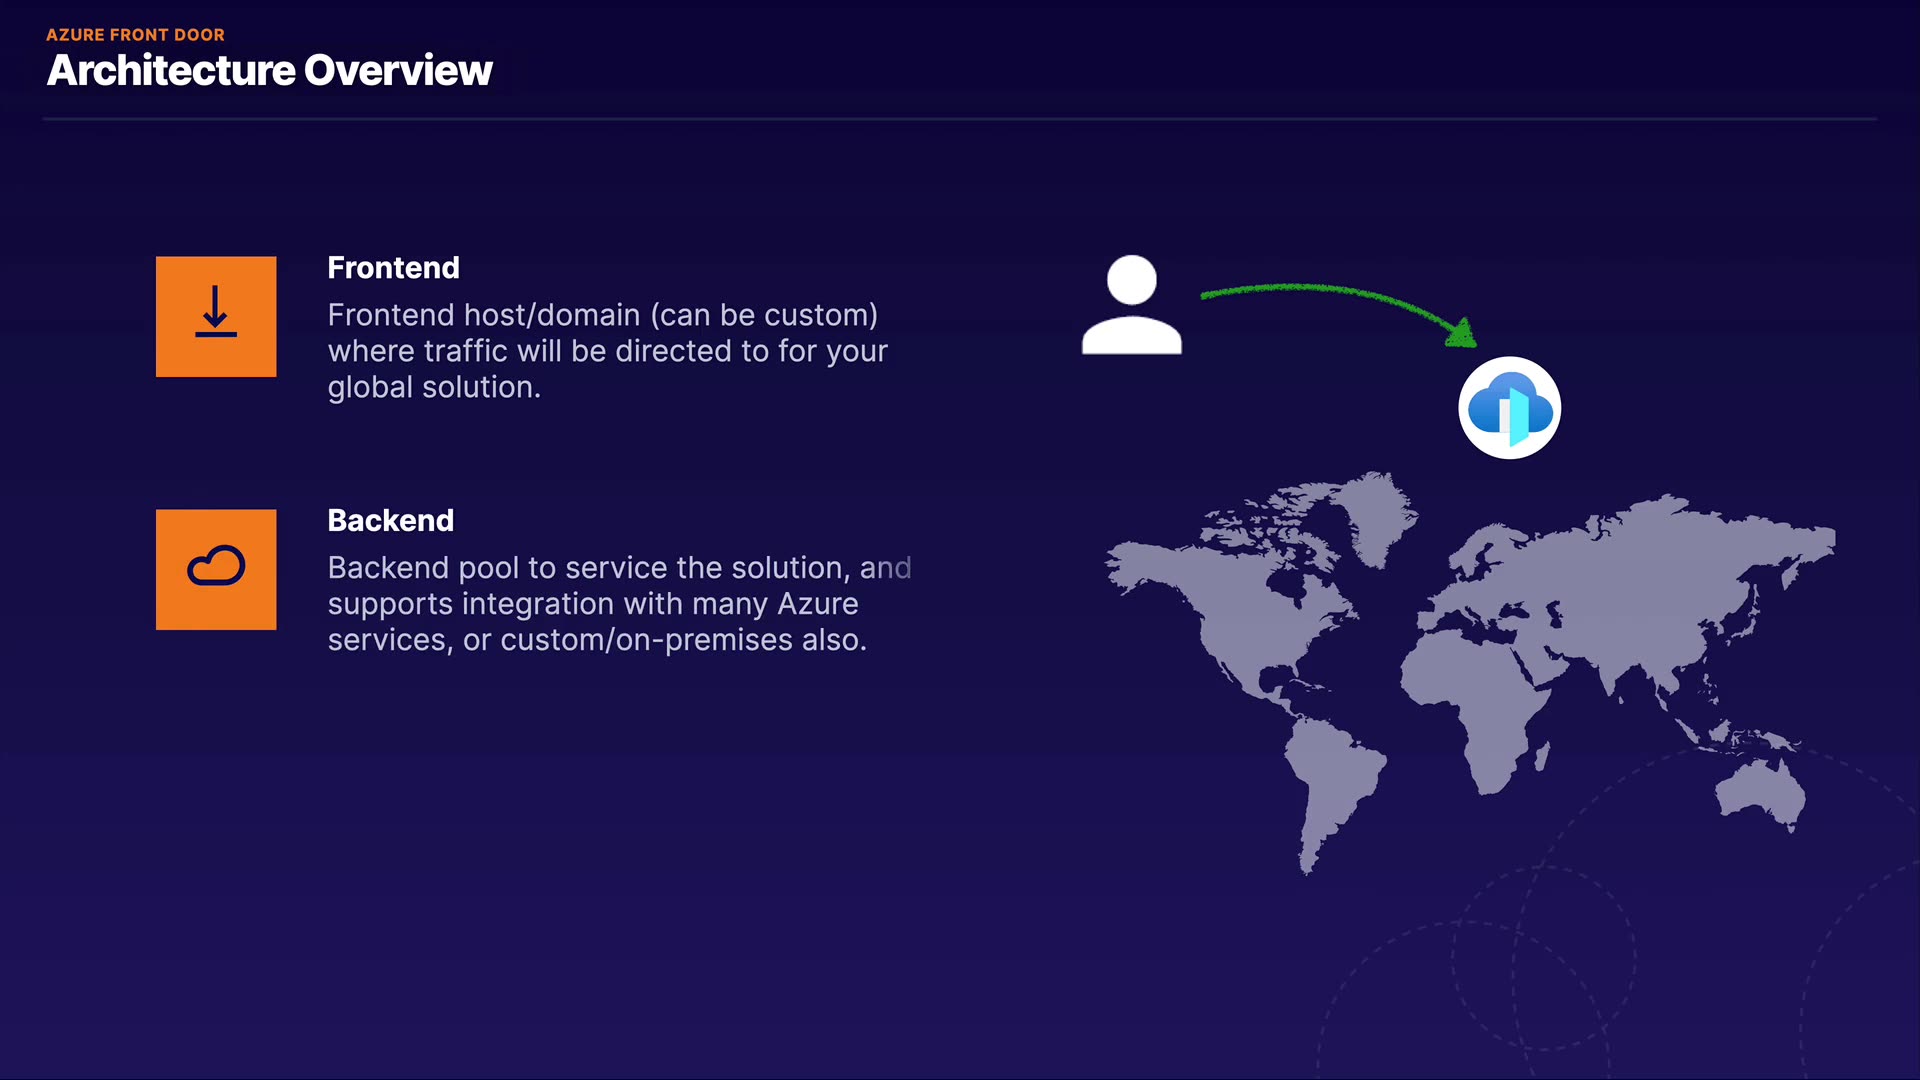 AZURE FRONT DOOR
Architecture Overview
Frontend
Frontend host/domain (can be custom)
where traffic will be directed to for your
global solution.
Backend
Backend pool to service the solution, and
supports integration with many Azure
services, or custom/on-premises also.